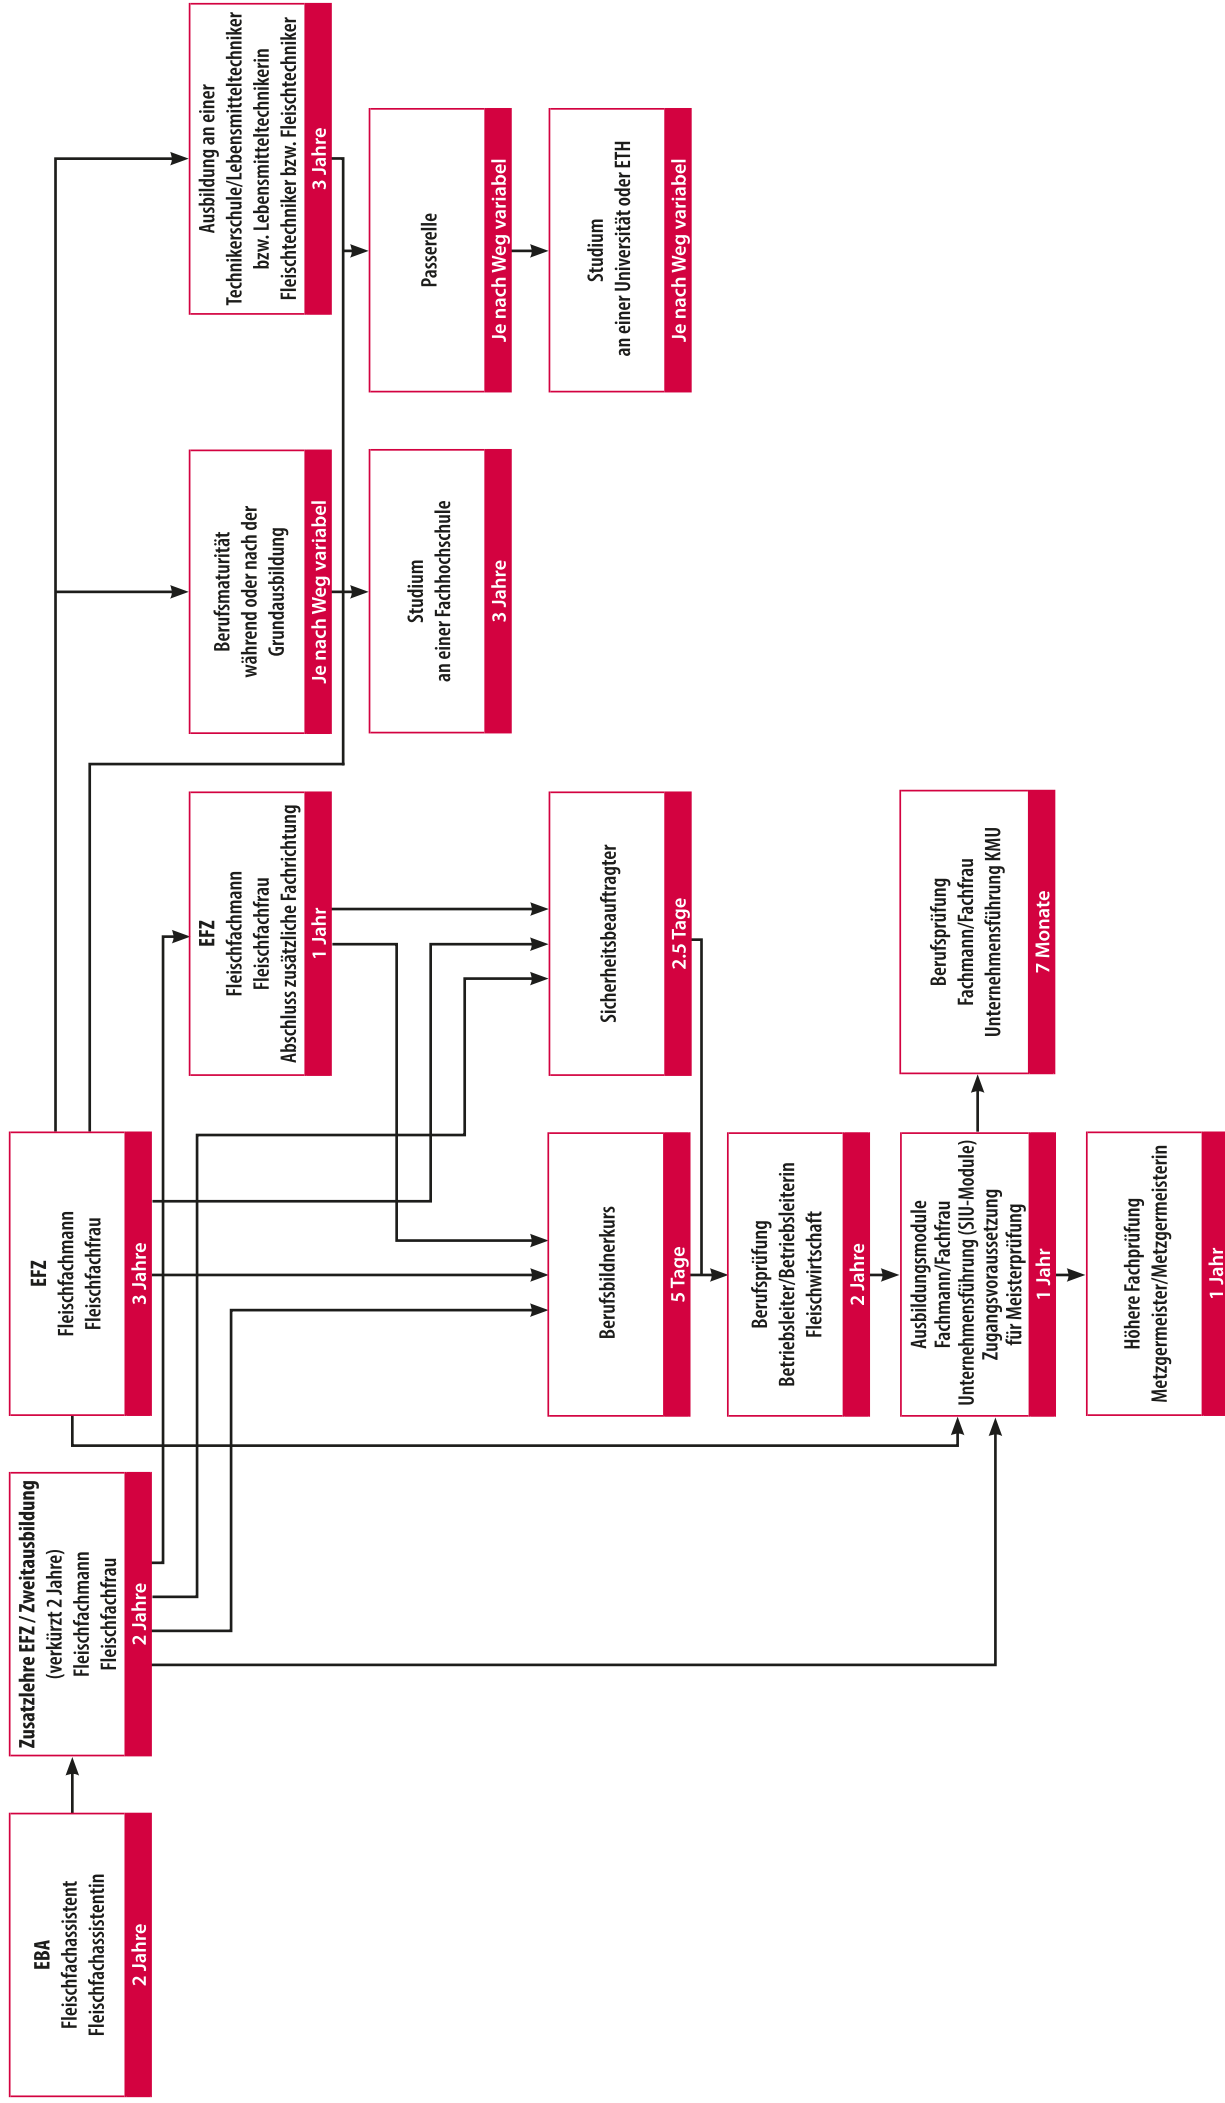 EBA
Fleischfachassistent
Fleischfachassistentin
2 Jahre
Zusatzlehre EFZ / Zweitausbildung
(verkürzt 2 Jahre)
Fleischfachmann
Fleischfachfrau
2 Jahre
EFZ
Fleischfachmann
Fleischfachfrau
3 Jahre
EFZ
Fleischfachmann
Fleischfachfrau
Abschluss zusätzliche Fachrichtung
1 Jahr
Berufsmaturität
während oder nach der
Grundausbildung
Je nach Weg variabel
Ausbildung an einer
Technikerschule/Lebensmitteltechniker
bzw. Lebensmitteltechnikerin
Fleischtechniker bzw. Fleischtechniker
3 Jahre
Studium
an einer Fachhochschule
3 Jahre
Passerelle
Je nach Weg variabel
Berufsbildnerkurs
5 Tage
Sicherheitsbeauftragter
2.5 Tage
Studium
an einer Universität oder ETH
Je nach Weg variabel
Berufsprüfung
Betriebsleiter/Betriebsleiterin
Fleischwirtschaft
2 Jahre
Ausbildungsmodule
Fachmann/Fachfrau
Unternehmensführung (SIU-Module)
Zugangsvoraussetzung
für Meisterprüfung
1 Jahr
Berufsprüfung
Fachmann/Fachfrau
Unternehmensführung KMU
7 Monate
Höhere Fachprüfung
Metzgermeister/Metzgermeisterin
1 Jahr